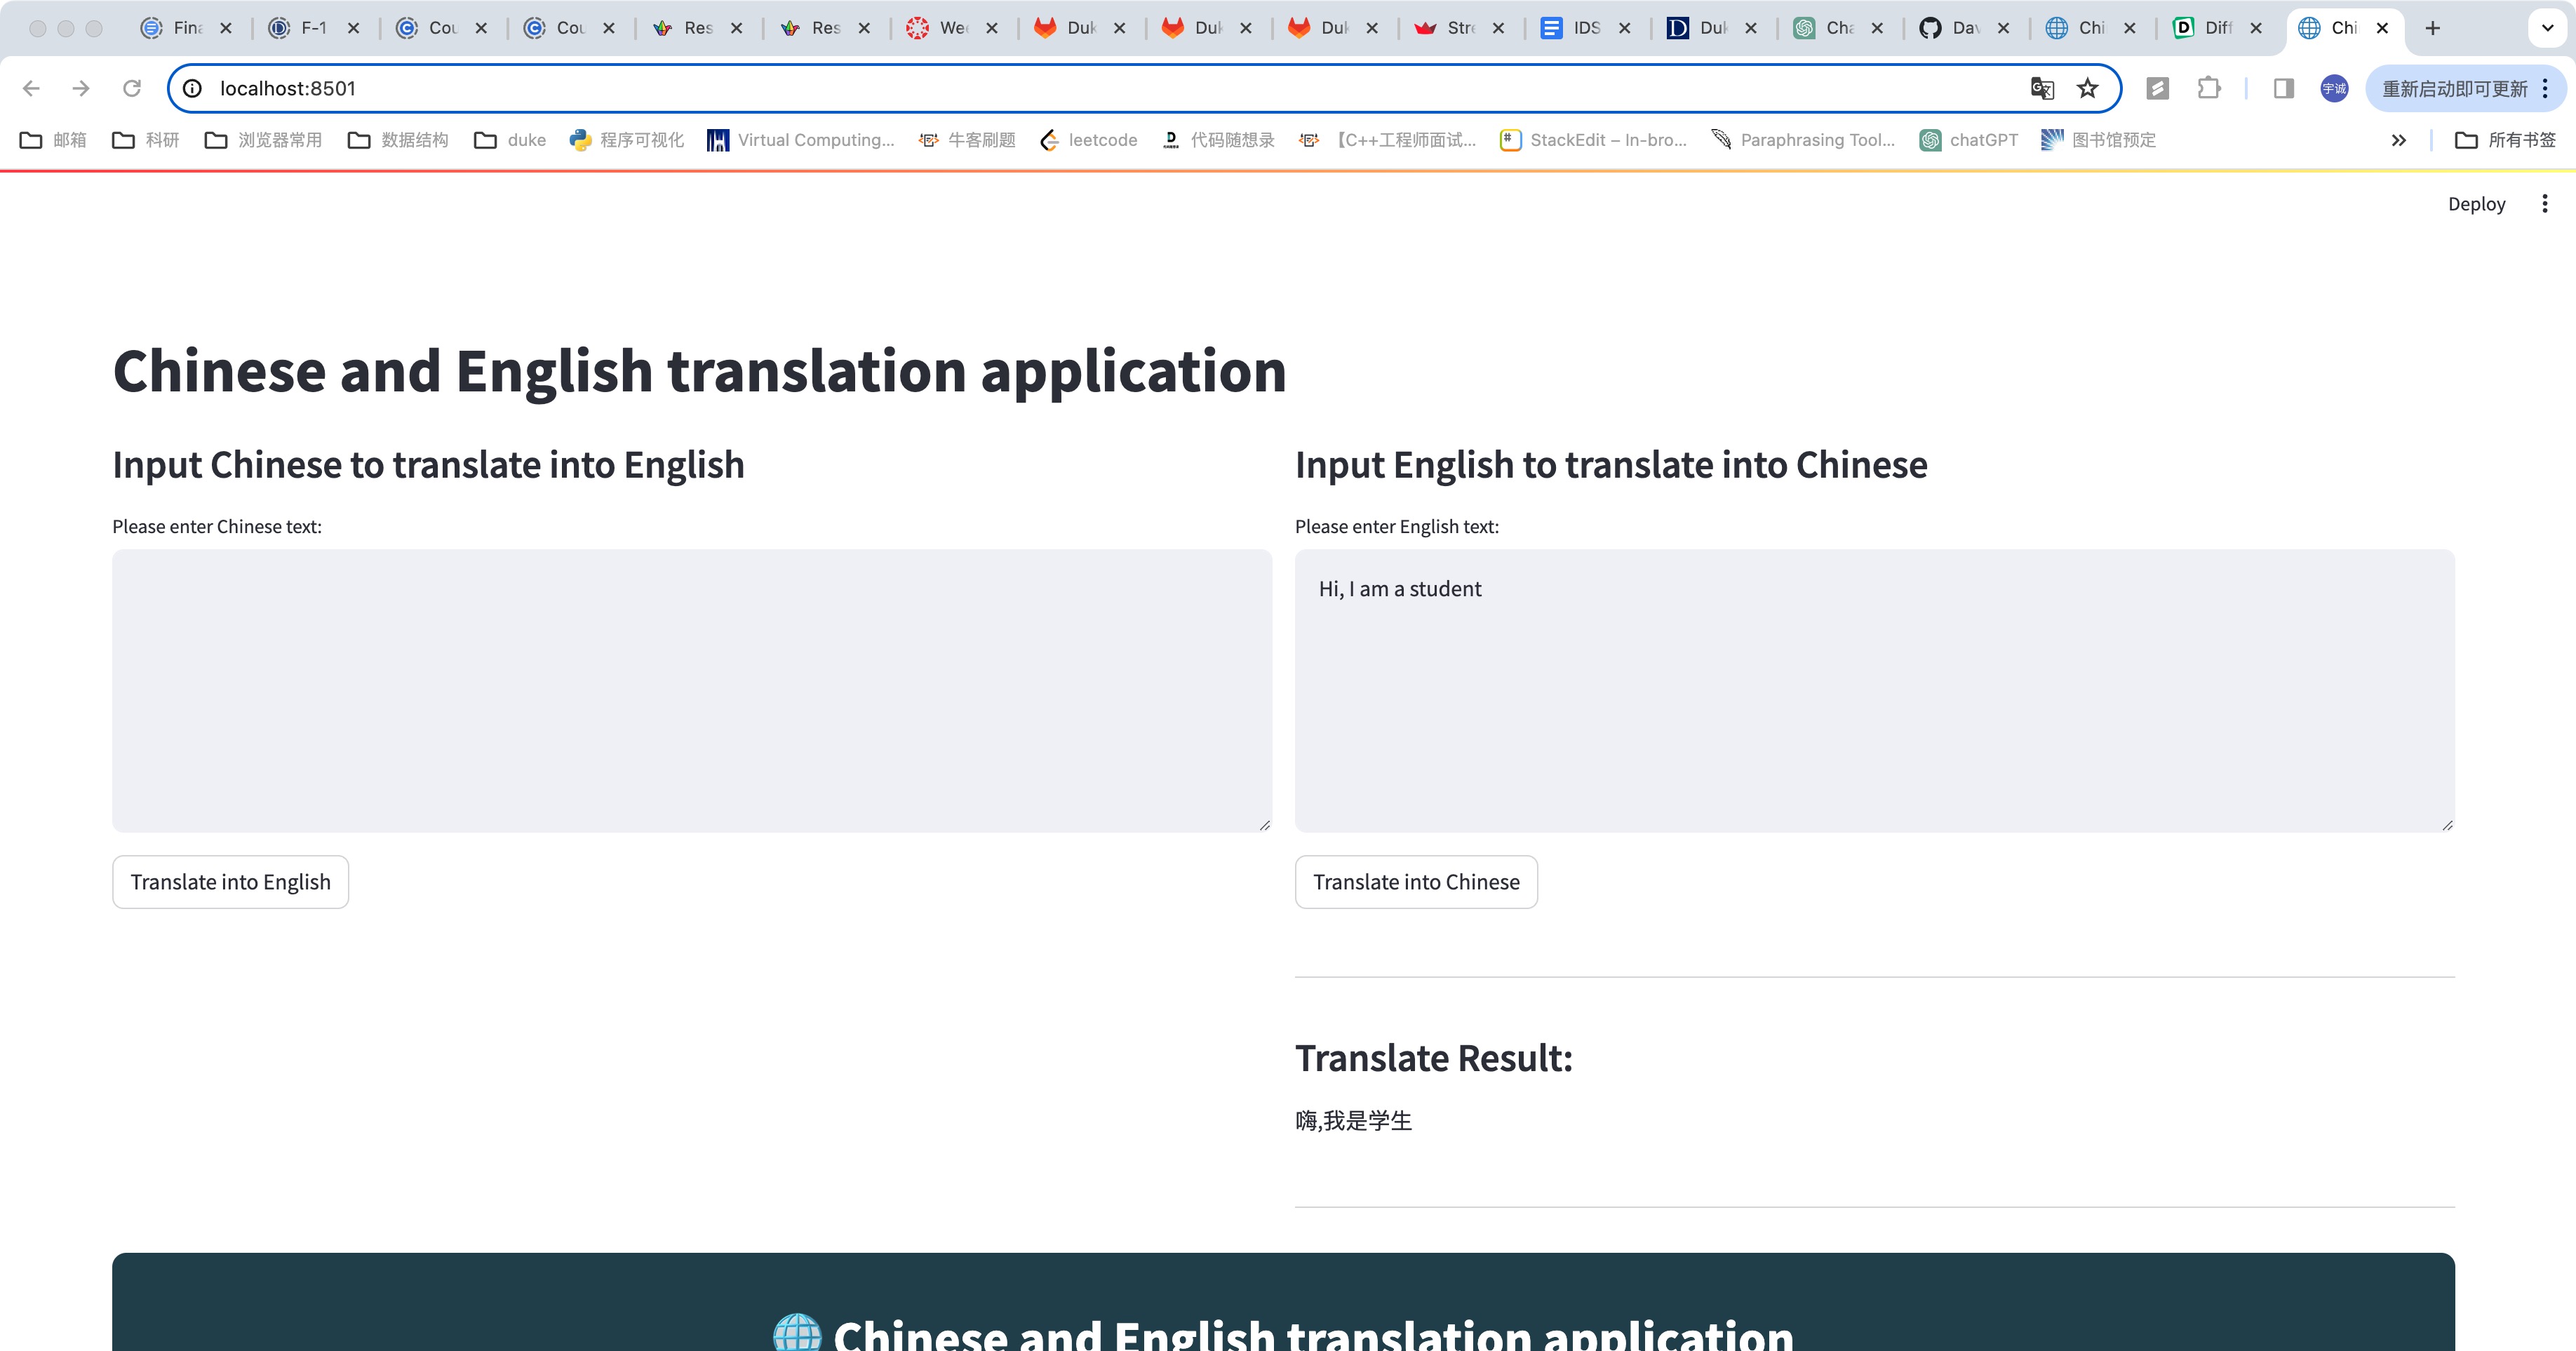 Fina F-1 Cou Cou Res Res Wee Duk Duk Duk Stre IDS Duk Cha Dav Chi Diff Chi
localhost:8501 宇诚 重新启动即可更新
邮箱 科研 浏览器常用 数据结构 duke 程序可视化 Virtual Computing... 牛客刷题 leetcode 代码随想录 【C++工程师面试... StackEdit – In-bro... Paraphrasing Tool... chatGPT 图书馆预定 » 所有书签
Deploy
Chinese and English translation application
Input Chinese to translate into English
Please enter Chinese text:
Translate into English
Input English to translate into Chinese
Please enter English text:
Hi, I am a student
Translate into Chinese
Translate Result:
嗨,我是学生
Chinese and English translation application